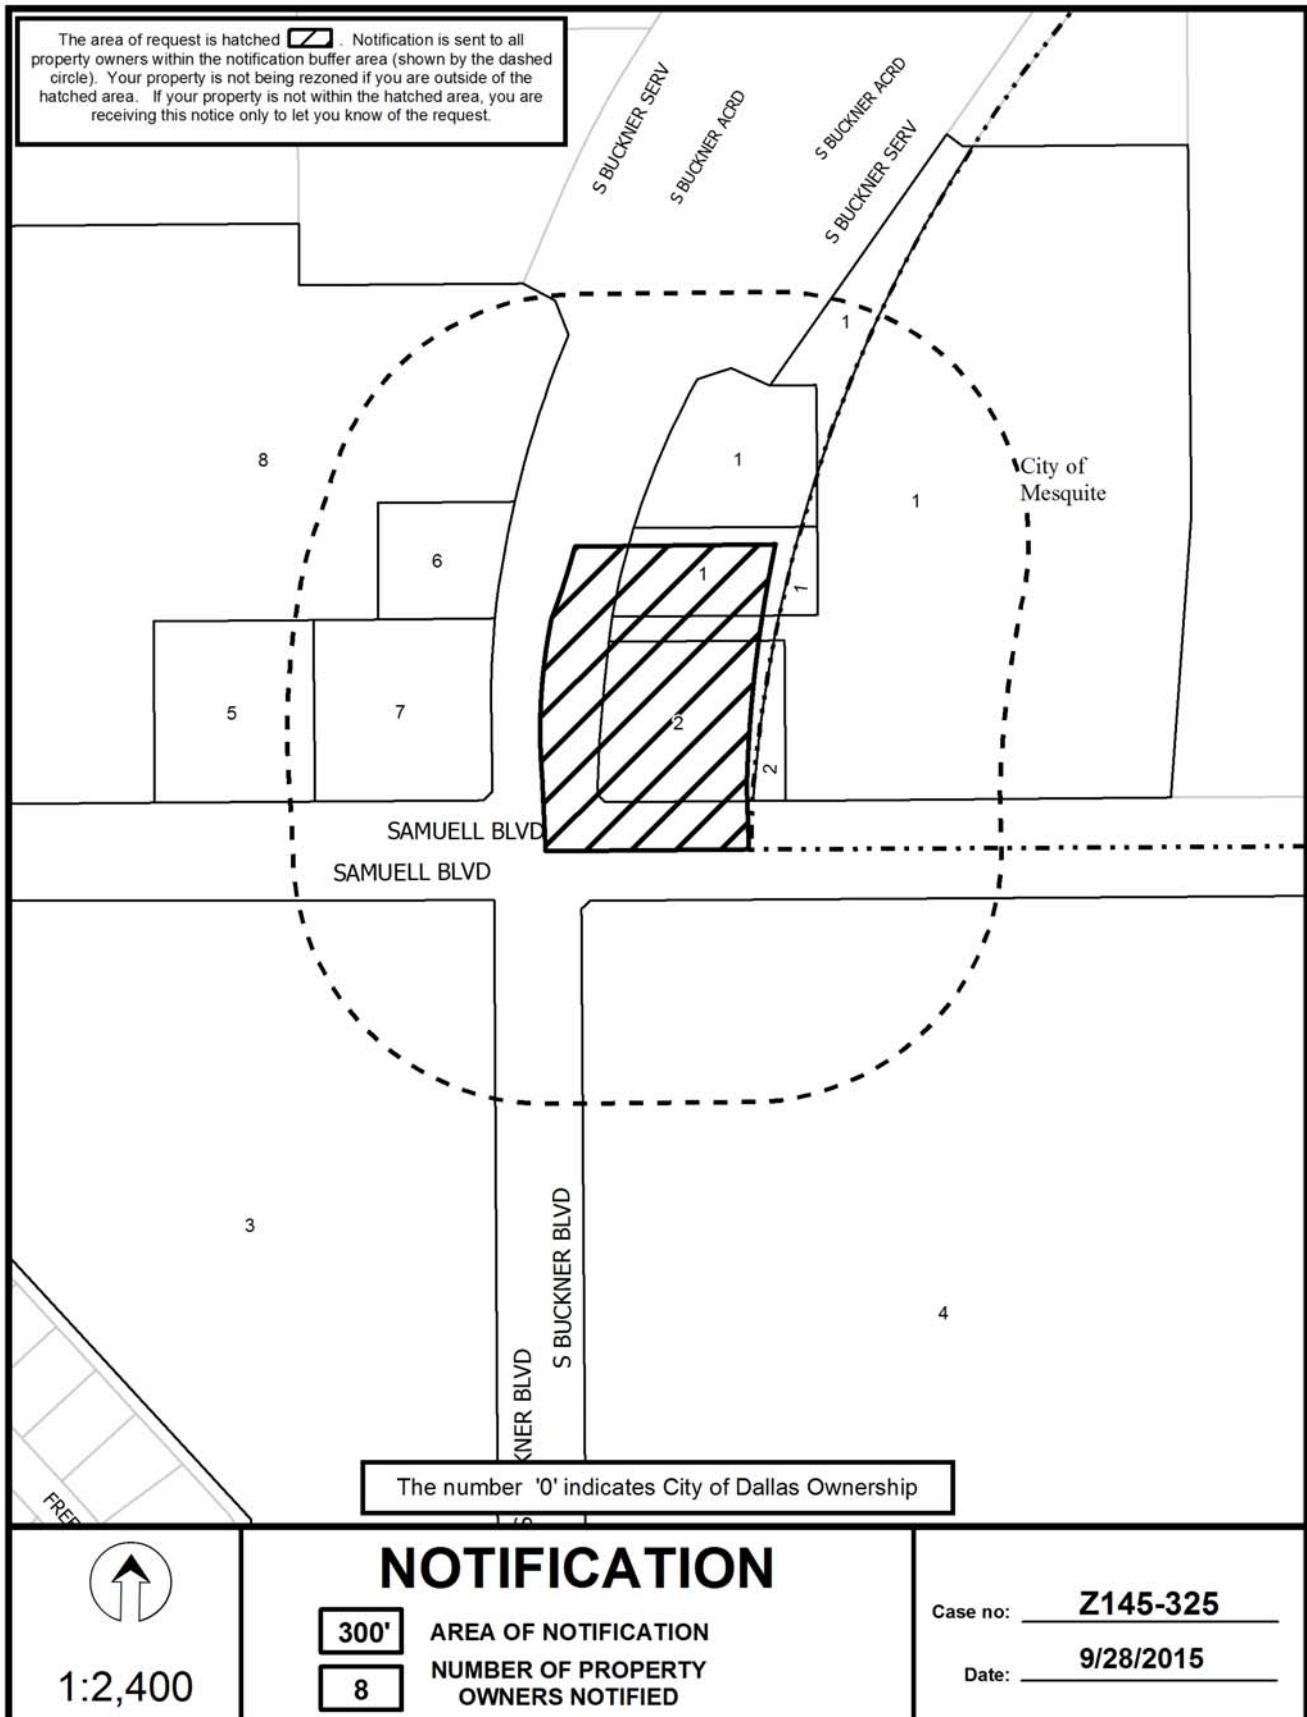 The area of request is hatched . Notification is sent to all
property owners within the notification buffer area (shown by the dashed
circle). Your property is not being rezoned if you are outside of the
hatched area. If your property is not within the hatched area, you are
receiving this notice only to let you know of the request.
S BUCKNER SERV
S BUCKNER ACRD
S BUCKNER ACRD
S BUCKNER SERV
1
8
1
City of
Mesquite
1
6
1
1
5
7
2
2
SAMUELL BLVD
SAMUELL BLVD
3
S BUCKNER BLVD
4
KNER BLVD
The number '0' indicates City of Dallas Ownership
1:2,400
NOTIFICATION
300' AREA OF NOTIFICATION
8 NUMBER OF PROPERTY
OWNERS NOTIFIED
Case no: Z145-325
Date: 9/28/2015